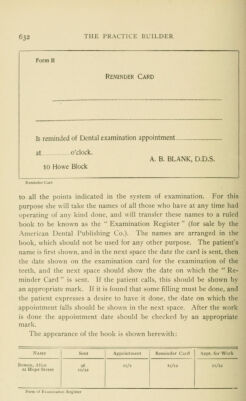 632 THE PRACTICE BUILDER
Form B
REMINDER CARD
Is reminded of Dental examination appointment
at o'clock.
A. B. BLANK, D.D.S.
10 Howe Block
Reminder Card
to all the points indicated in the system of examination. For this
purpose she will take the names of all those who have at any time had
operating of any kind done, and will transfer these names to a ruled
book to be known as the "Examination Register" (for sale by the
American Dental Publishing Co.). The names are arranged in the
book, which should not be used for any other purpose. The patient's
name is first shown, and in the next space the date the card is sent, then
the date shown on the examination card for the examination of the
teeth, and the next space should show the date on which the "Re-
minder Card" is sent. If the patient calls, this should be shown by
an appropriate mark. If it is found that some filling must be done, and
the patient expresses a desire to have it done, the date on which the
appointment falls should be shown in the next space. After the work
is done the appointment date should be checked by an appropriate
mark.
The appearance of the book is shown herewith:
Name Sent Appointment Reminder Card Appt. for Work
Form of Examination Register